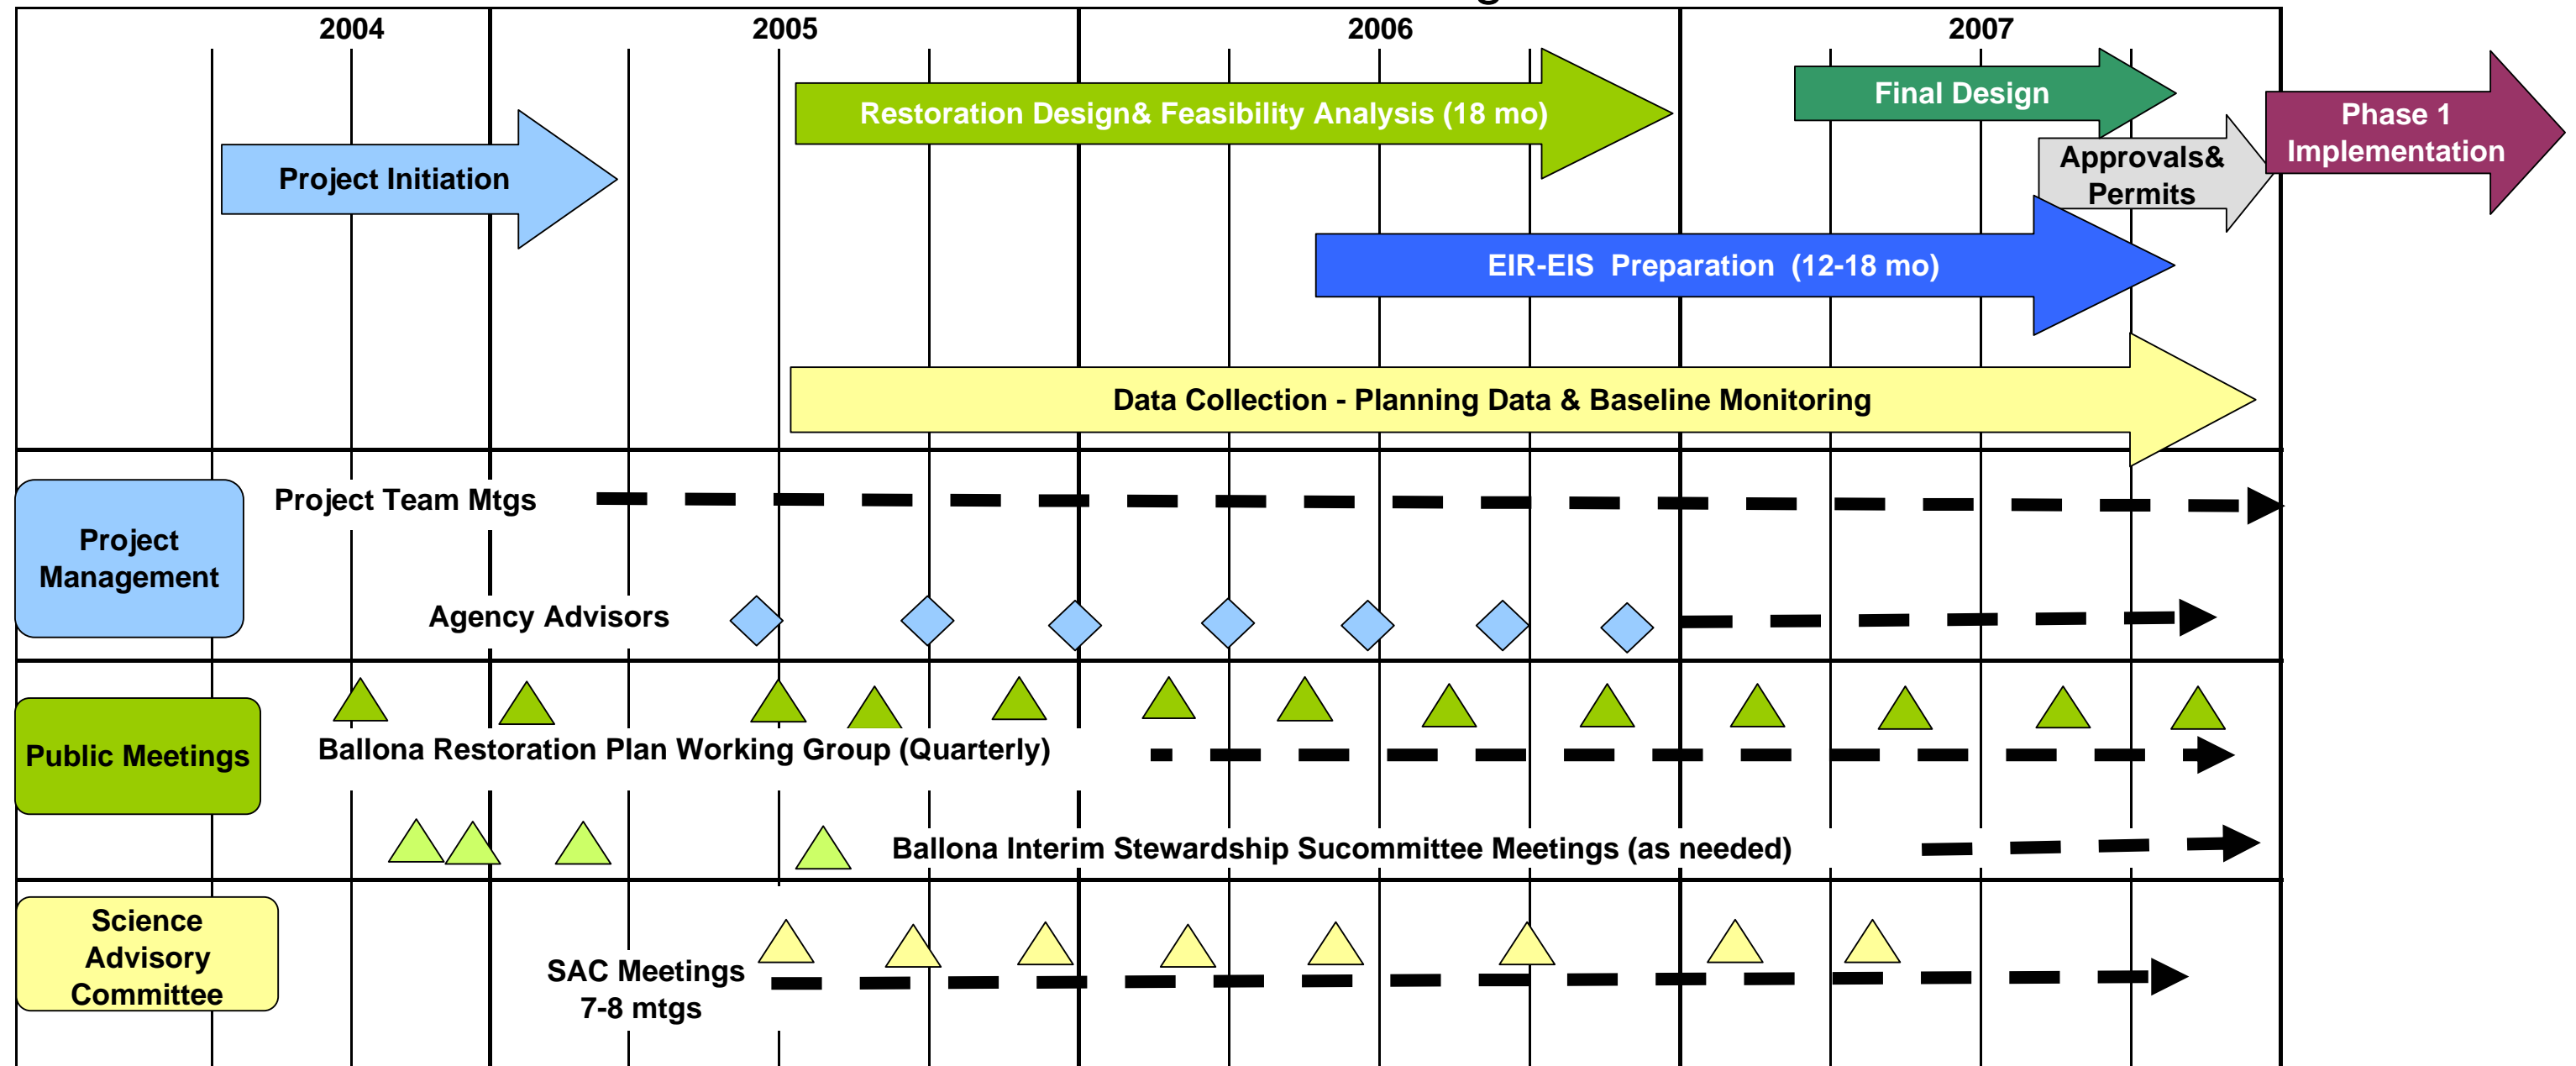 2004
2005
2006
2007
Restoration Design& Feasibility Analysis (18 mo)
Final Design
Phase 1
Implementation
Project Initiation
Approvals&
Permits
EIR-EIS Preparation (12-18 mo)
Data Collection - Planning Data & Baseline Monitoring
Project
Management
Project Team Mtgs
Agency Advisors
Public Meetings
Ballona Restoration Plan Working Group (Quarterly)
Ballona Interim Stewardship Sucommittee Meetings (as needed)
Science
Advisory
Committee
SAC Meetings
7-8 mtgs